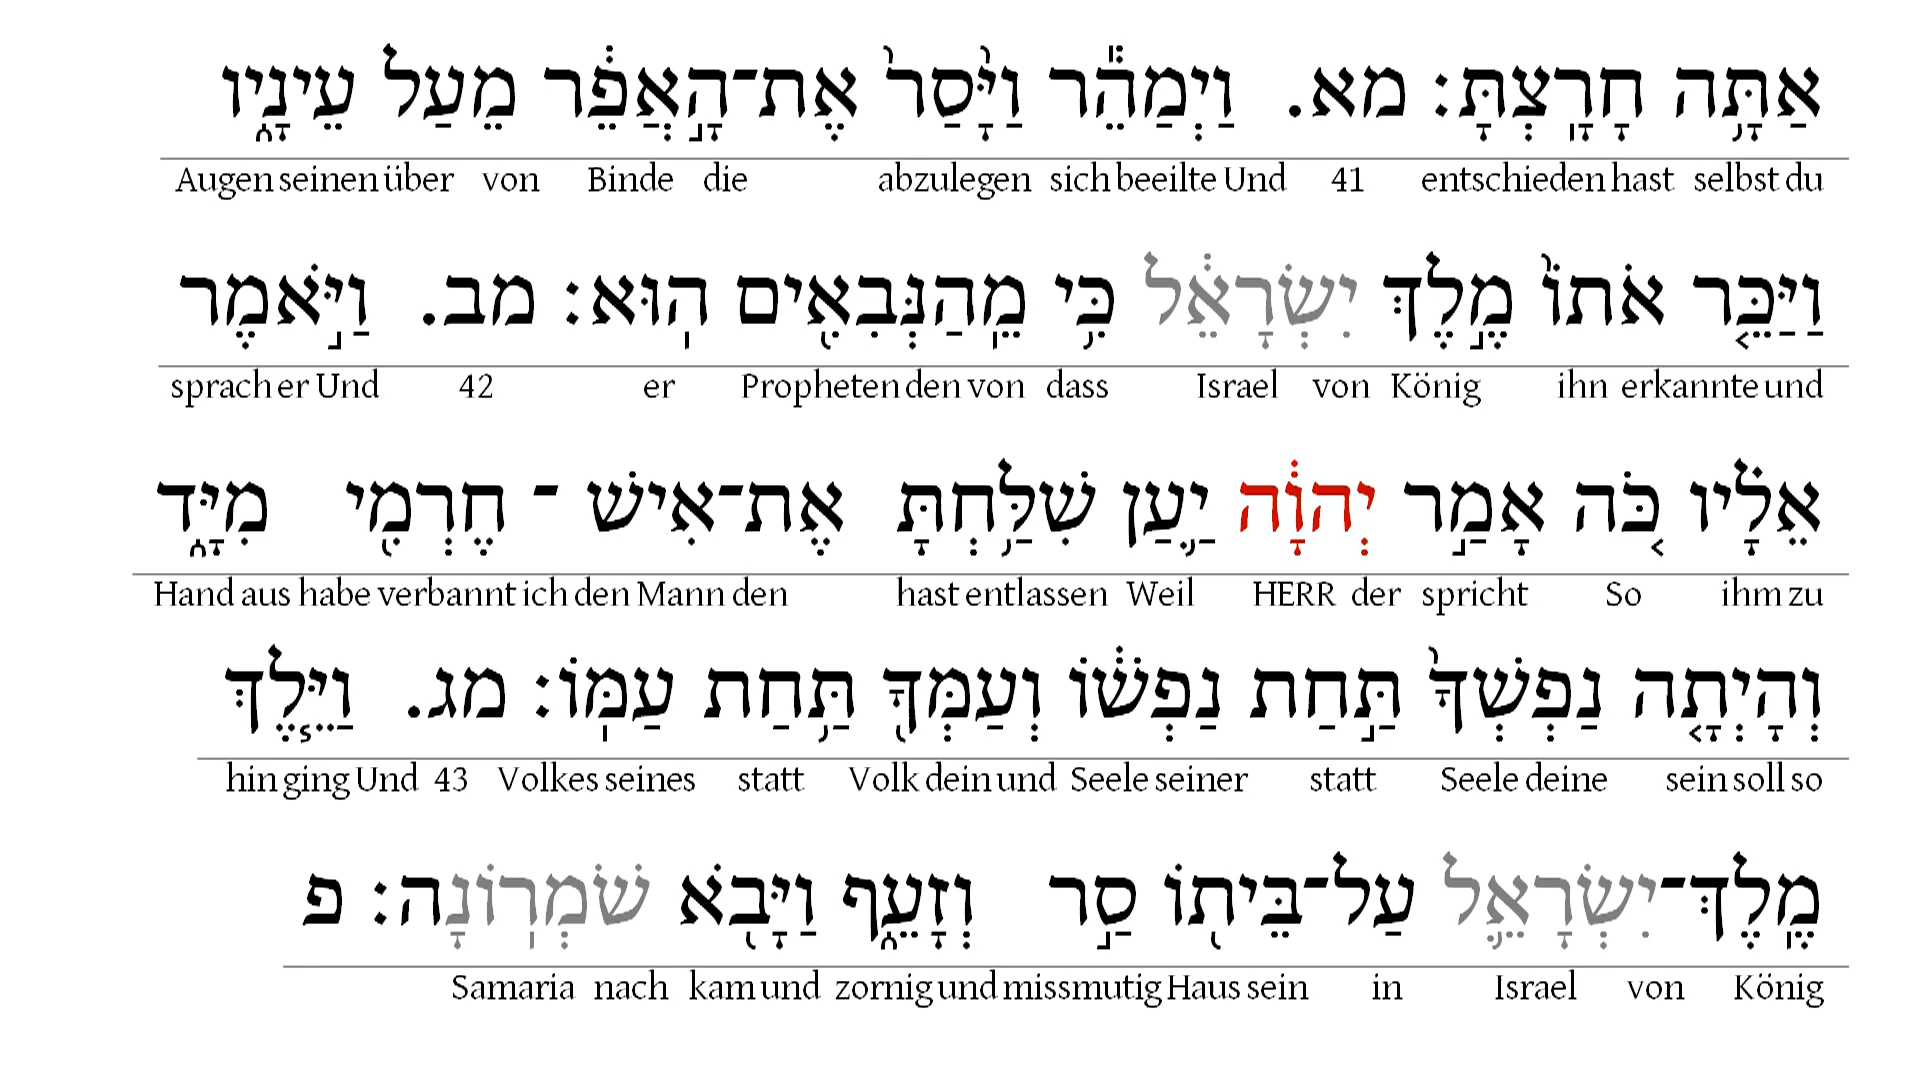 אַתָּ֥ה חָרָֽצְתָּ׃ מא. וַיְמַהֵ֕ר וַיָּ֙סַר֙ אֶת־הָ֣אֲפֵ֔ר מֵעַל עֵינָ֑יו
Augen seinen über von Binde die abzulegen sich beeilte Und 41 entschieden hast selbst du
וַיַּכֵּ֤ר אֹתוֹ֙ מֶ֣לֶךְ יִשְׂרָאֵ֔ל כִּ֥י מֵֽהַנְּבִאִ֖ים הֽוּא׃ מב. וַיֹּ֣אמֶר
sprach er Und 42 er Propheten den von dass Israel von König ihn erkannte und
אֵלָ֗יו כֹּ֤ה אָמַ֣ר יְהוָֹ֔ה יַ֛עַן שִׁלַּ֥חְתָּ אֶת־אִישׁ - חֶרְמִ֖י מִיָּ֑ד
Hand aus habe verbannt ich den Mann den hast entlassen Weil HERR der spricht So ihm zu
וְהָיְתָ֤ה נַפְשְׁךָ֙ תַּ֣חַת נַפְשׁ֔וֹ וְעַמְּךָ֖ תַּ֥חַת עַמּֽוֹ׃ מג. וַיֵּ֧לֶךְ
hin ging Und 43 Volkes seines statt Volk dein und Seele seiner statt Seele deine sein soll so
מֶֽלֶךְ־יִשְׂרָאֵ֛ל עַל־בֵּית֖וֹ סַ֣ר וְזָעֵ֑ף וַיָּבֹ֖א שֹׁמְרֽוֹנָה׃ פ
Samaria nach kam und zornig und missmutig Haus sein in Israel von König